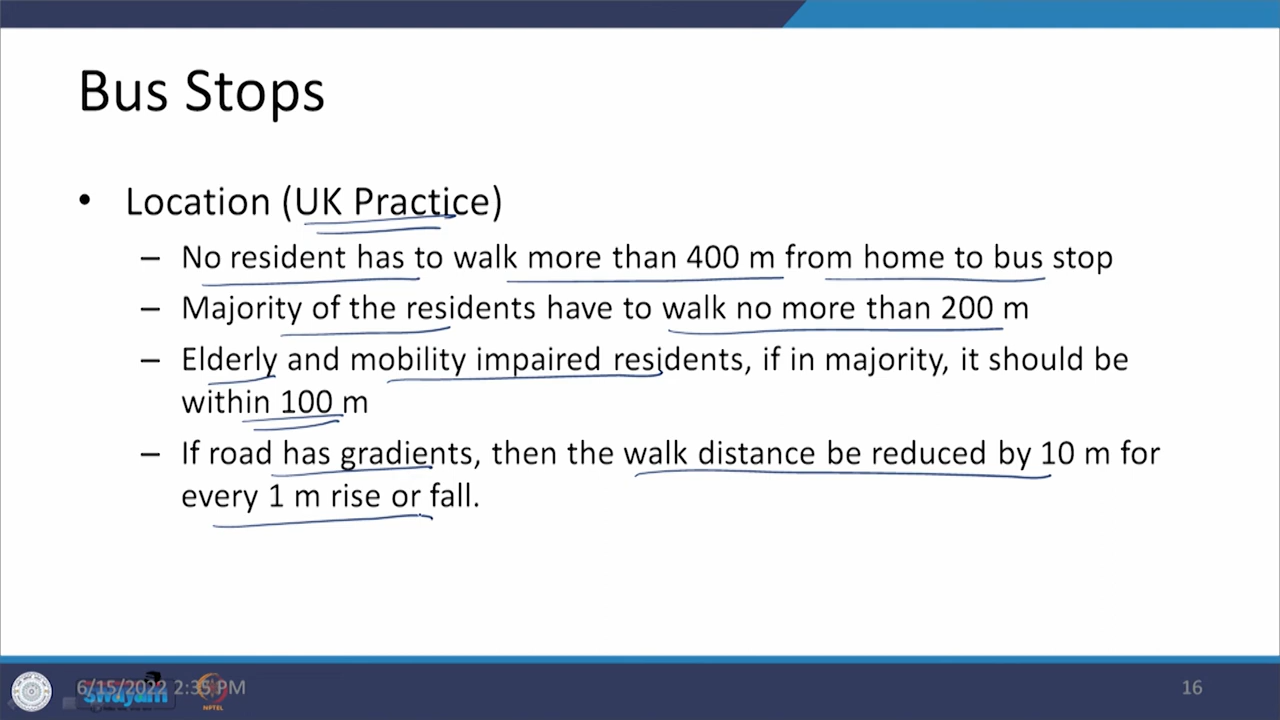 Bus Stops
• Location (UK Practice)
– No resident has to walk more than 400 m from home to bus stop
– Majority of the residents have to walk no more than 200 m
– Elderly and mobility impaired residents, if in majority, it should be
within 100 m
– If road has gradients, then the walk distance be reduced by 10 m for
every 1 m rise or fall.
6/15/2022 2:35 PM
swayam
NPTEL
16